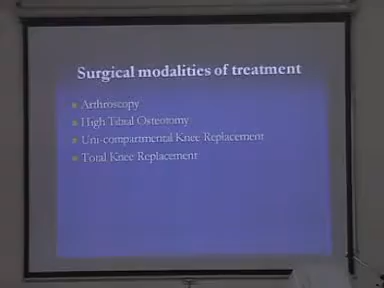 Surgical modalities of treatment
Arthroscopy
High Tibial Osteotomy
Uni-compartmental Knee Replacement
Total Knee Replacement